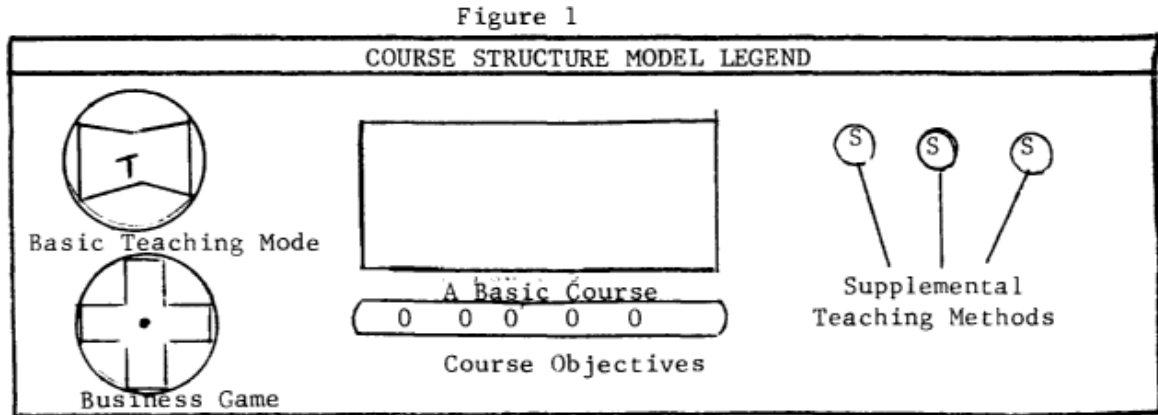 Figure 1
COURSE STRUCTURE MODEL LEGEND
T
Basic Teaching Mode
Business Game
A Basic Course
0 0 0 0 0
Course Objectives
S S S
Supplemental
Teaching Methods